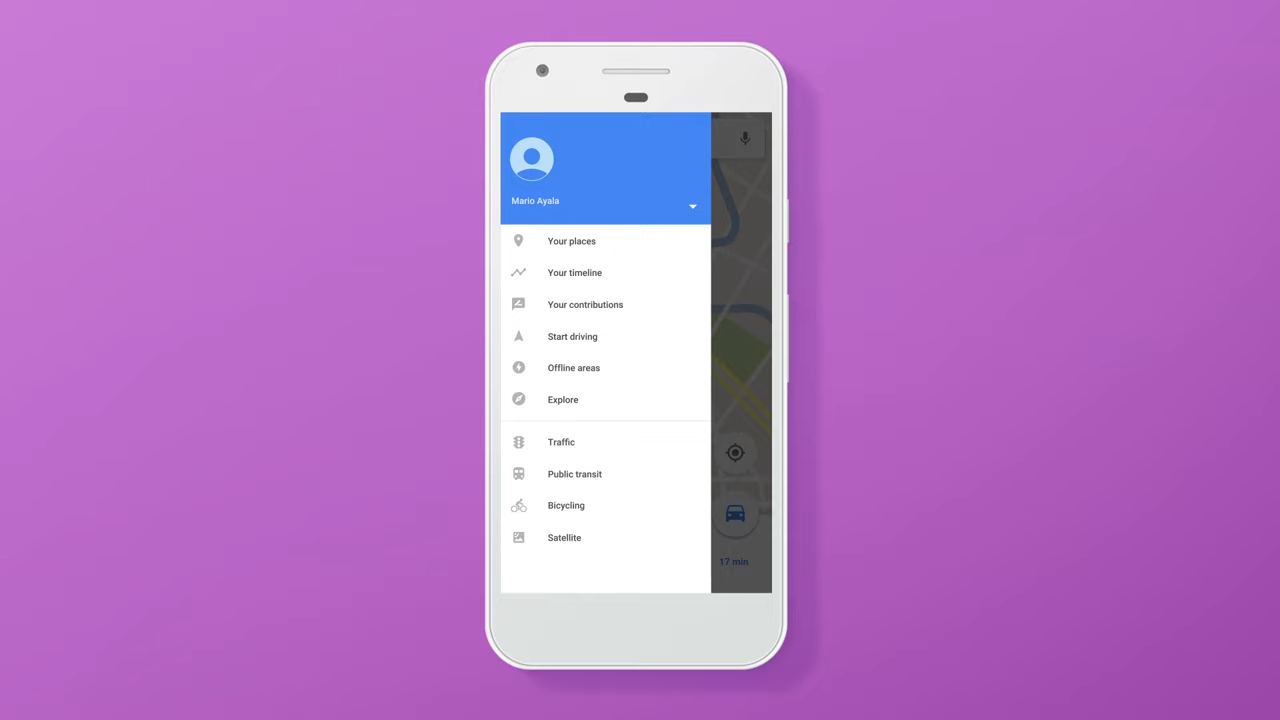 Mario Ayala
Your places
Your timeline
Your contributions
Start driving
Offline areas
Explore
Traffic
Public transit
Bicycling
Satellite
17 min